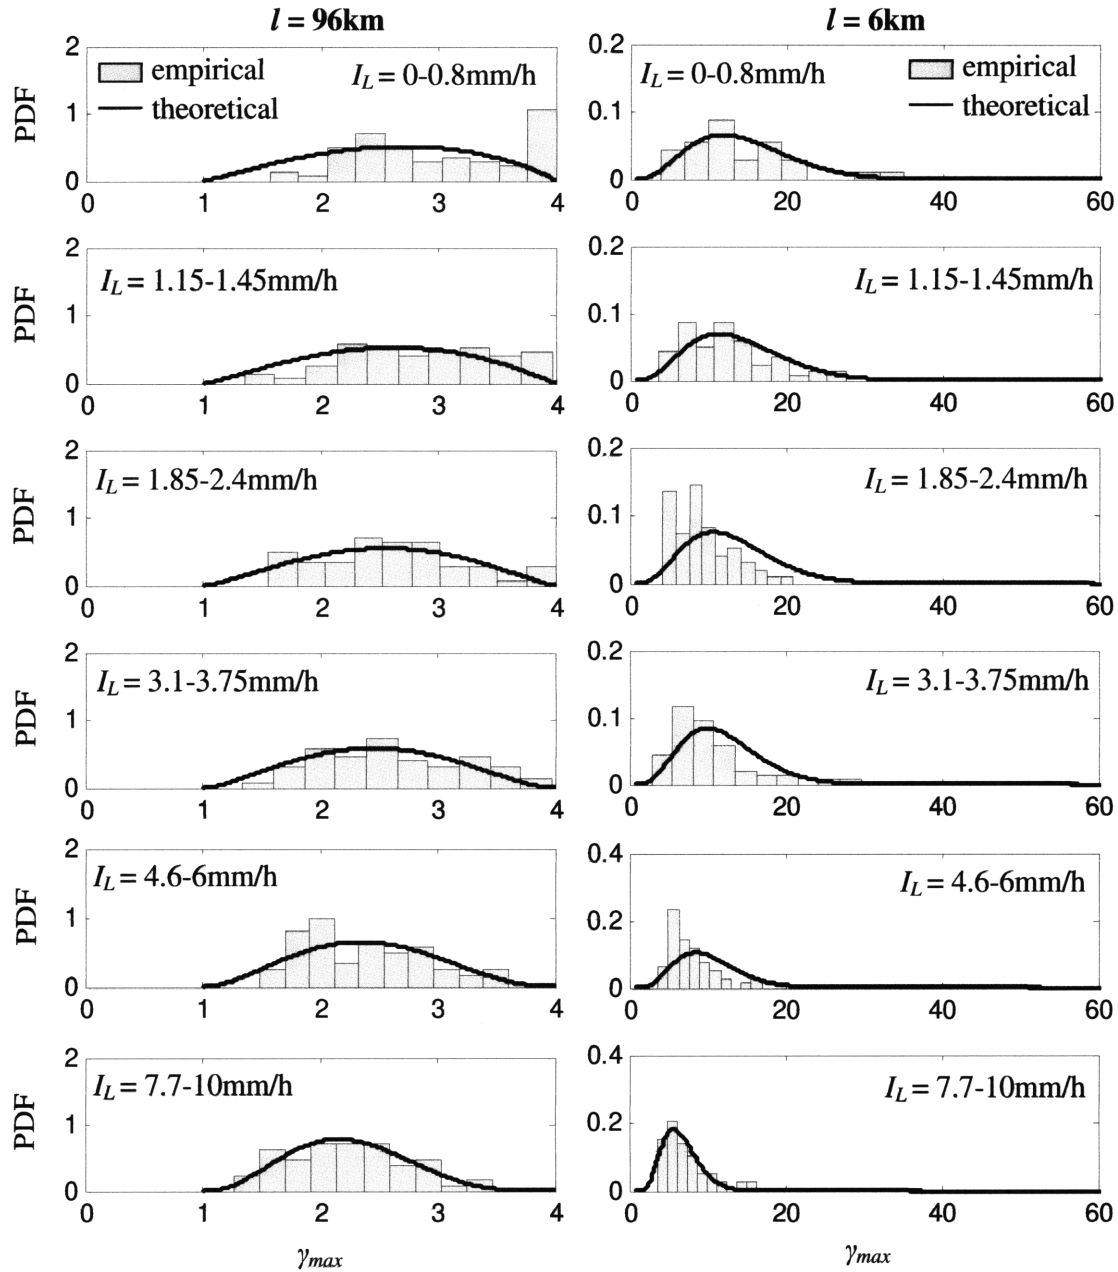 l = 96km
l = 6km
PDF
2
1
0
empirical
theoretical
I_L = 0-0.8mm/h
0 1 2 3 4
0.2
0.1
0
I_L = 0-0.8mm/h
empirical
theoretical
0 20 40 60
PDF
2
1
0
I_L = 1.15-1.45mm/h
0 1 2 3 4
0.2
0.1
0
I_L = 1.15-1.45mm/h
0 20 40 60
PDF
2
1
0
I_L = 1.85-2.4mm/h
0 1 2 3 4
0.2
0.1
0
I_L = 1.85-2.4mm/h
0 20 40 60
PDF
2
1
0
I_L = 3.1-3.75mm/h
0 1 2 3 4
0.2
0.1
0
I_L = 3.1-3.75mm/h
0 20 40 60
PDF
2
1
0
I_L = 4.6-6mm/h
0 1 2 3 4
0.4
0.2
0
I_L = 4.6-6mm/h
0 20 40 60
PDF
2
1
0
I_L = 7.7-10mm/h
0 1 2 3 4
γmax
0.4
0.2
0
I_L = 7.7-10mm/h
0 20 40 60
γmax